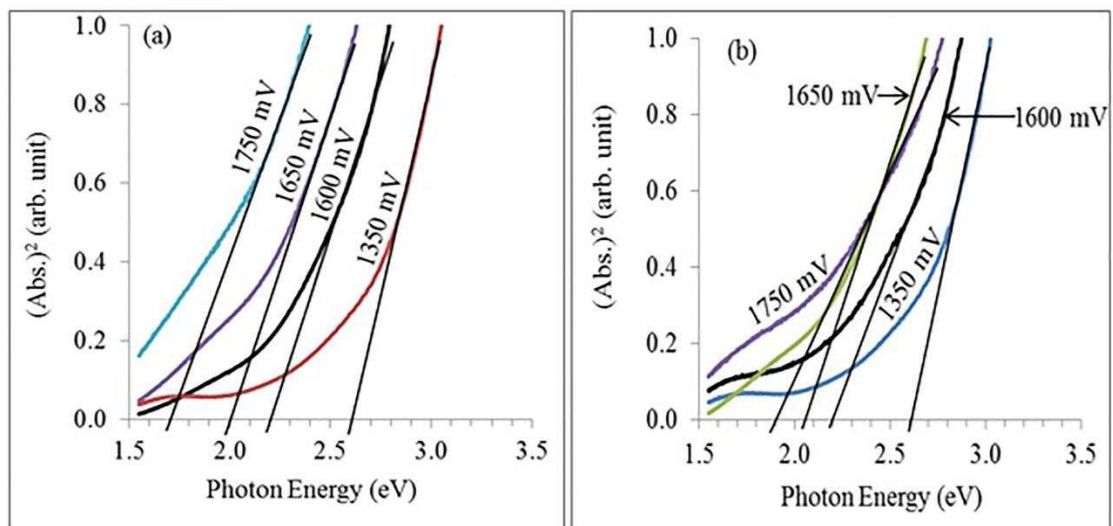 (a)
1.0
0.8
0.6
0.4
0.2
0.0
1.5
2.0
2.5
3.0
3.5
(Abs.)² (arb. unit)
Photon Energy (eV)
1750 mV
1650 mV
1600 mV
1350 mV
(b)
1.0
0.8
0.6
0.4
0.2
0.0
1.5
2.0
2.5
3.0
3.5
(Abs.)² (arb. unit)
Photon Energy (eV)
1650 mV
1600 mV
1750 mV
1350 mV